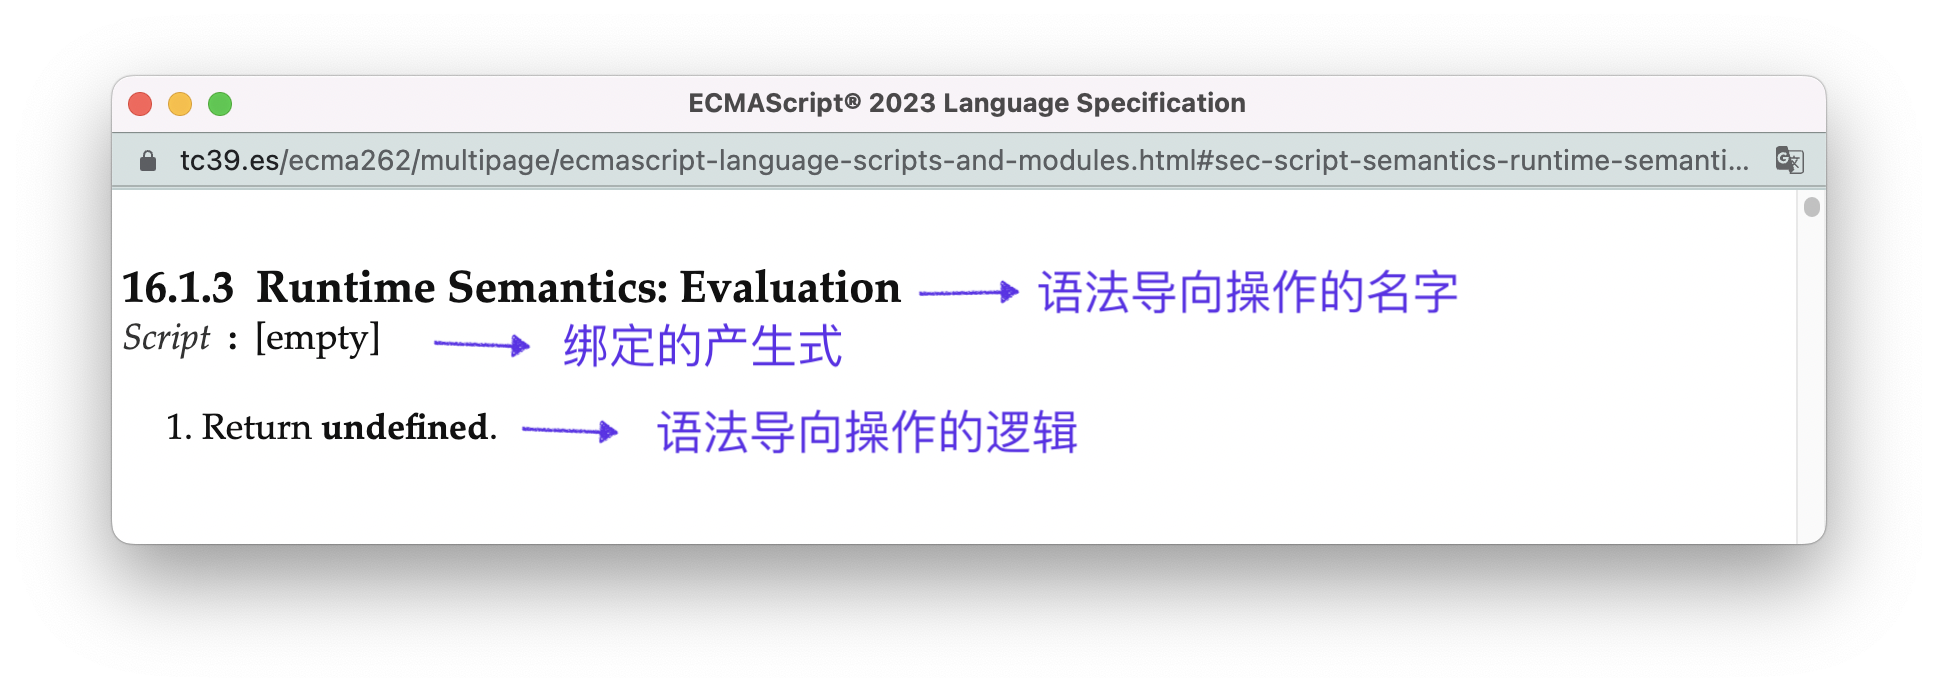 ECMAScript® 2023 Language Specification
tc39.es/ecma262/multipage/ecmascript-language-scripts-and-modules.html#sec-script-semantics-runtime-semanti...
16.1.3 Runtime Semantics: Evaluation 语法导向操作的名字
Script : [empty] 绑定的产生式
1. Return undefined. 语法导向操作的逻辑